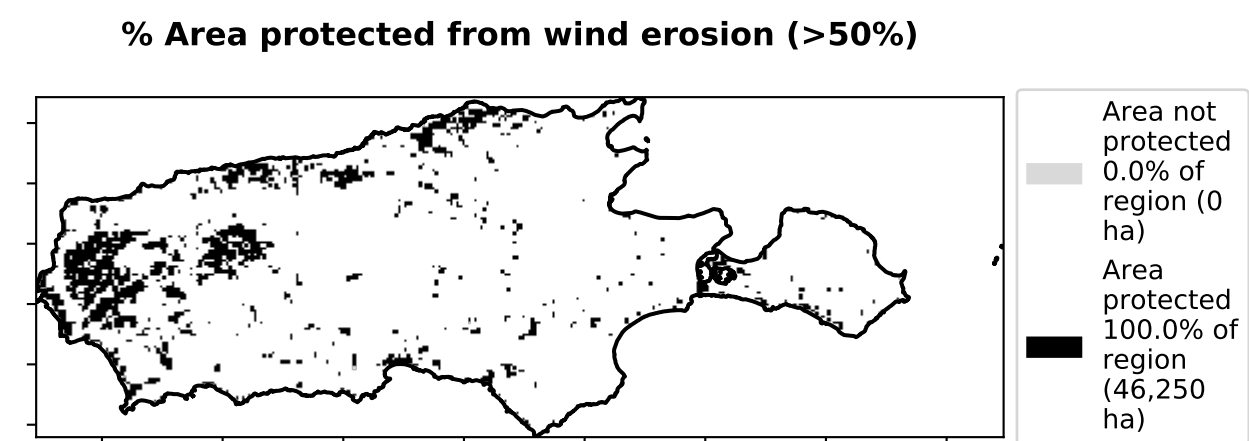 % Area protected from wind erosion (>50%)
Area not
protected
0.0% of
region (0
ha)
Area
protected
100.0% of
region
(46,250
ha)